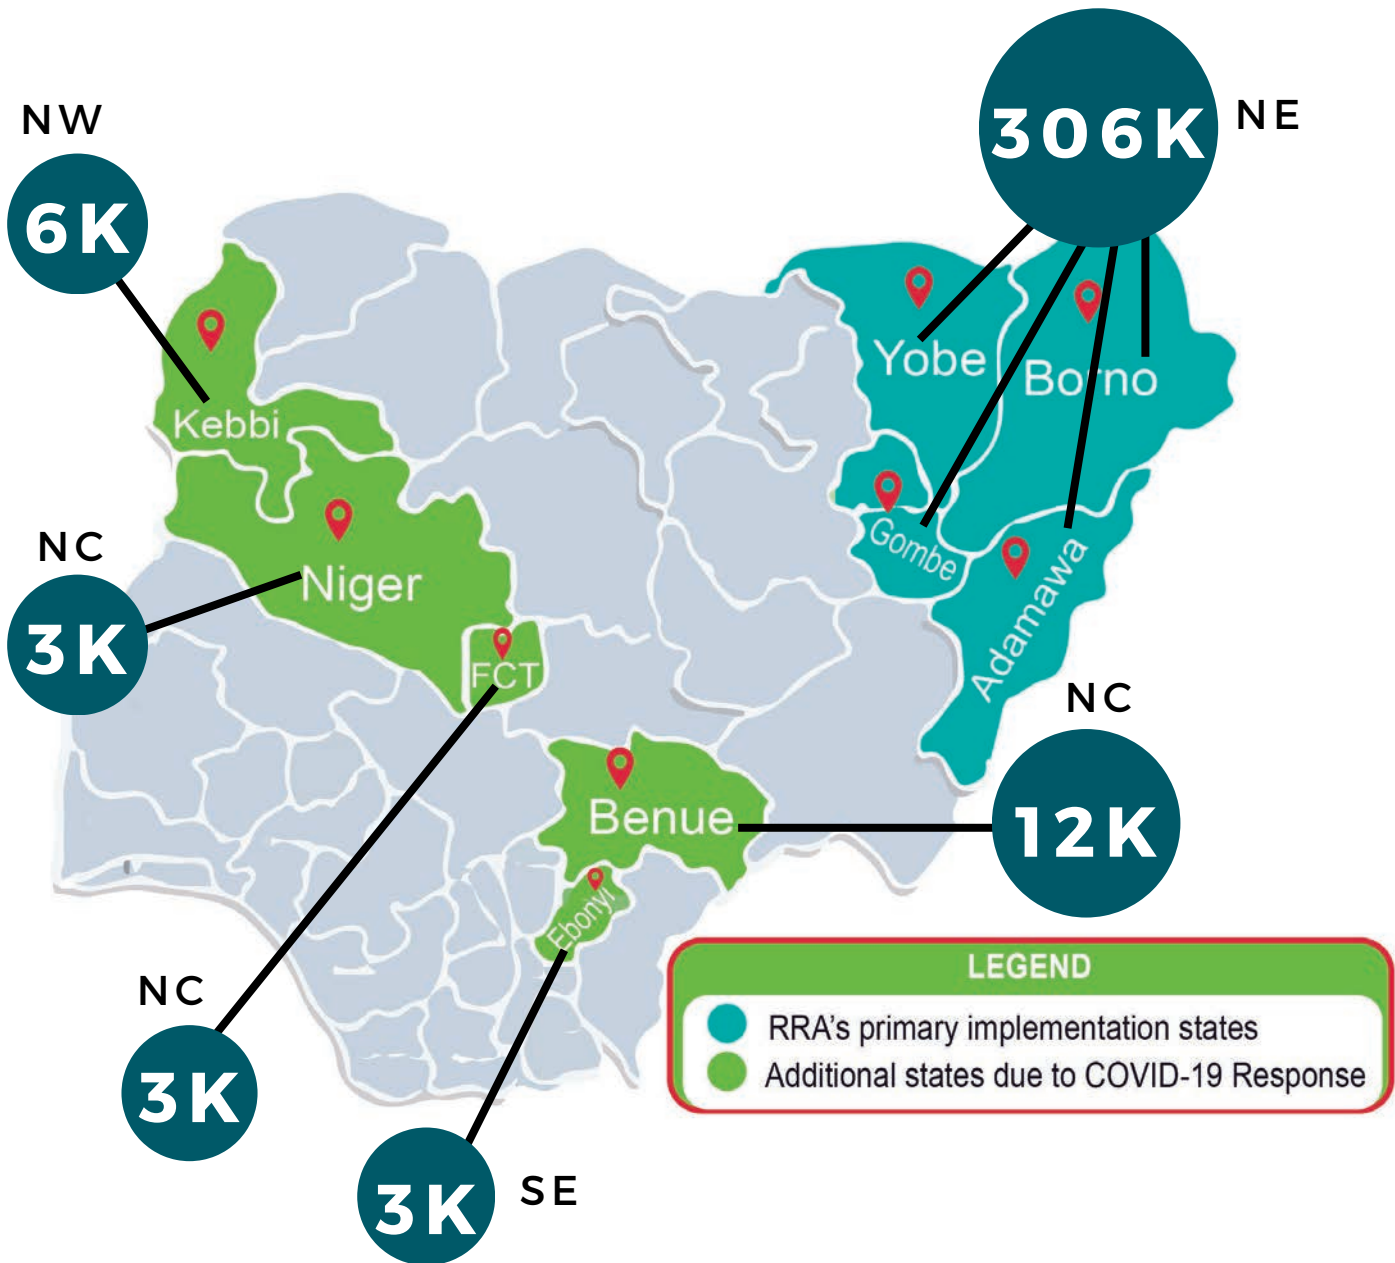 NW
6K
306K
NE
Yobe
Borno
Kebbi
Gombe
Niger
Adamawa
NC
3K
FCT
NC
12K
Benue
Ebonyi
LEGEND
RRA's primary implementation states
Additional states due to COVID-19 Response
NC
3K
3K
SE